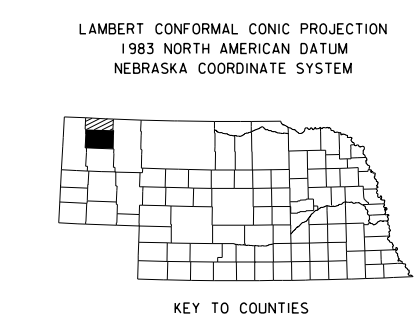 LAMBERT CONFORMAL CONIC PROJECTION
1983 NORTH AMERICAN DATUM
NEBRASKA COORDINATE SYSTEM
KEY TO COUNTIES